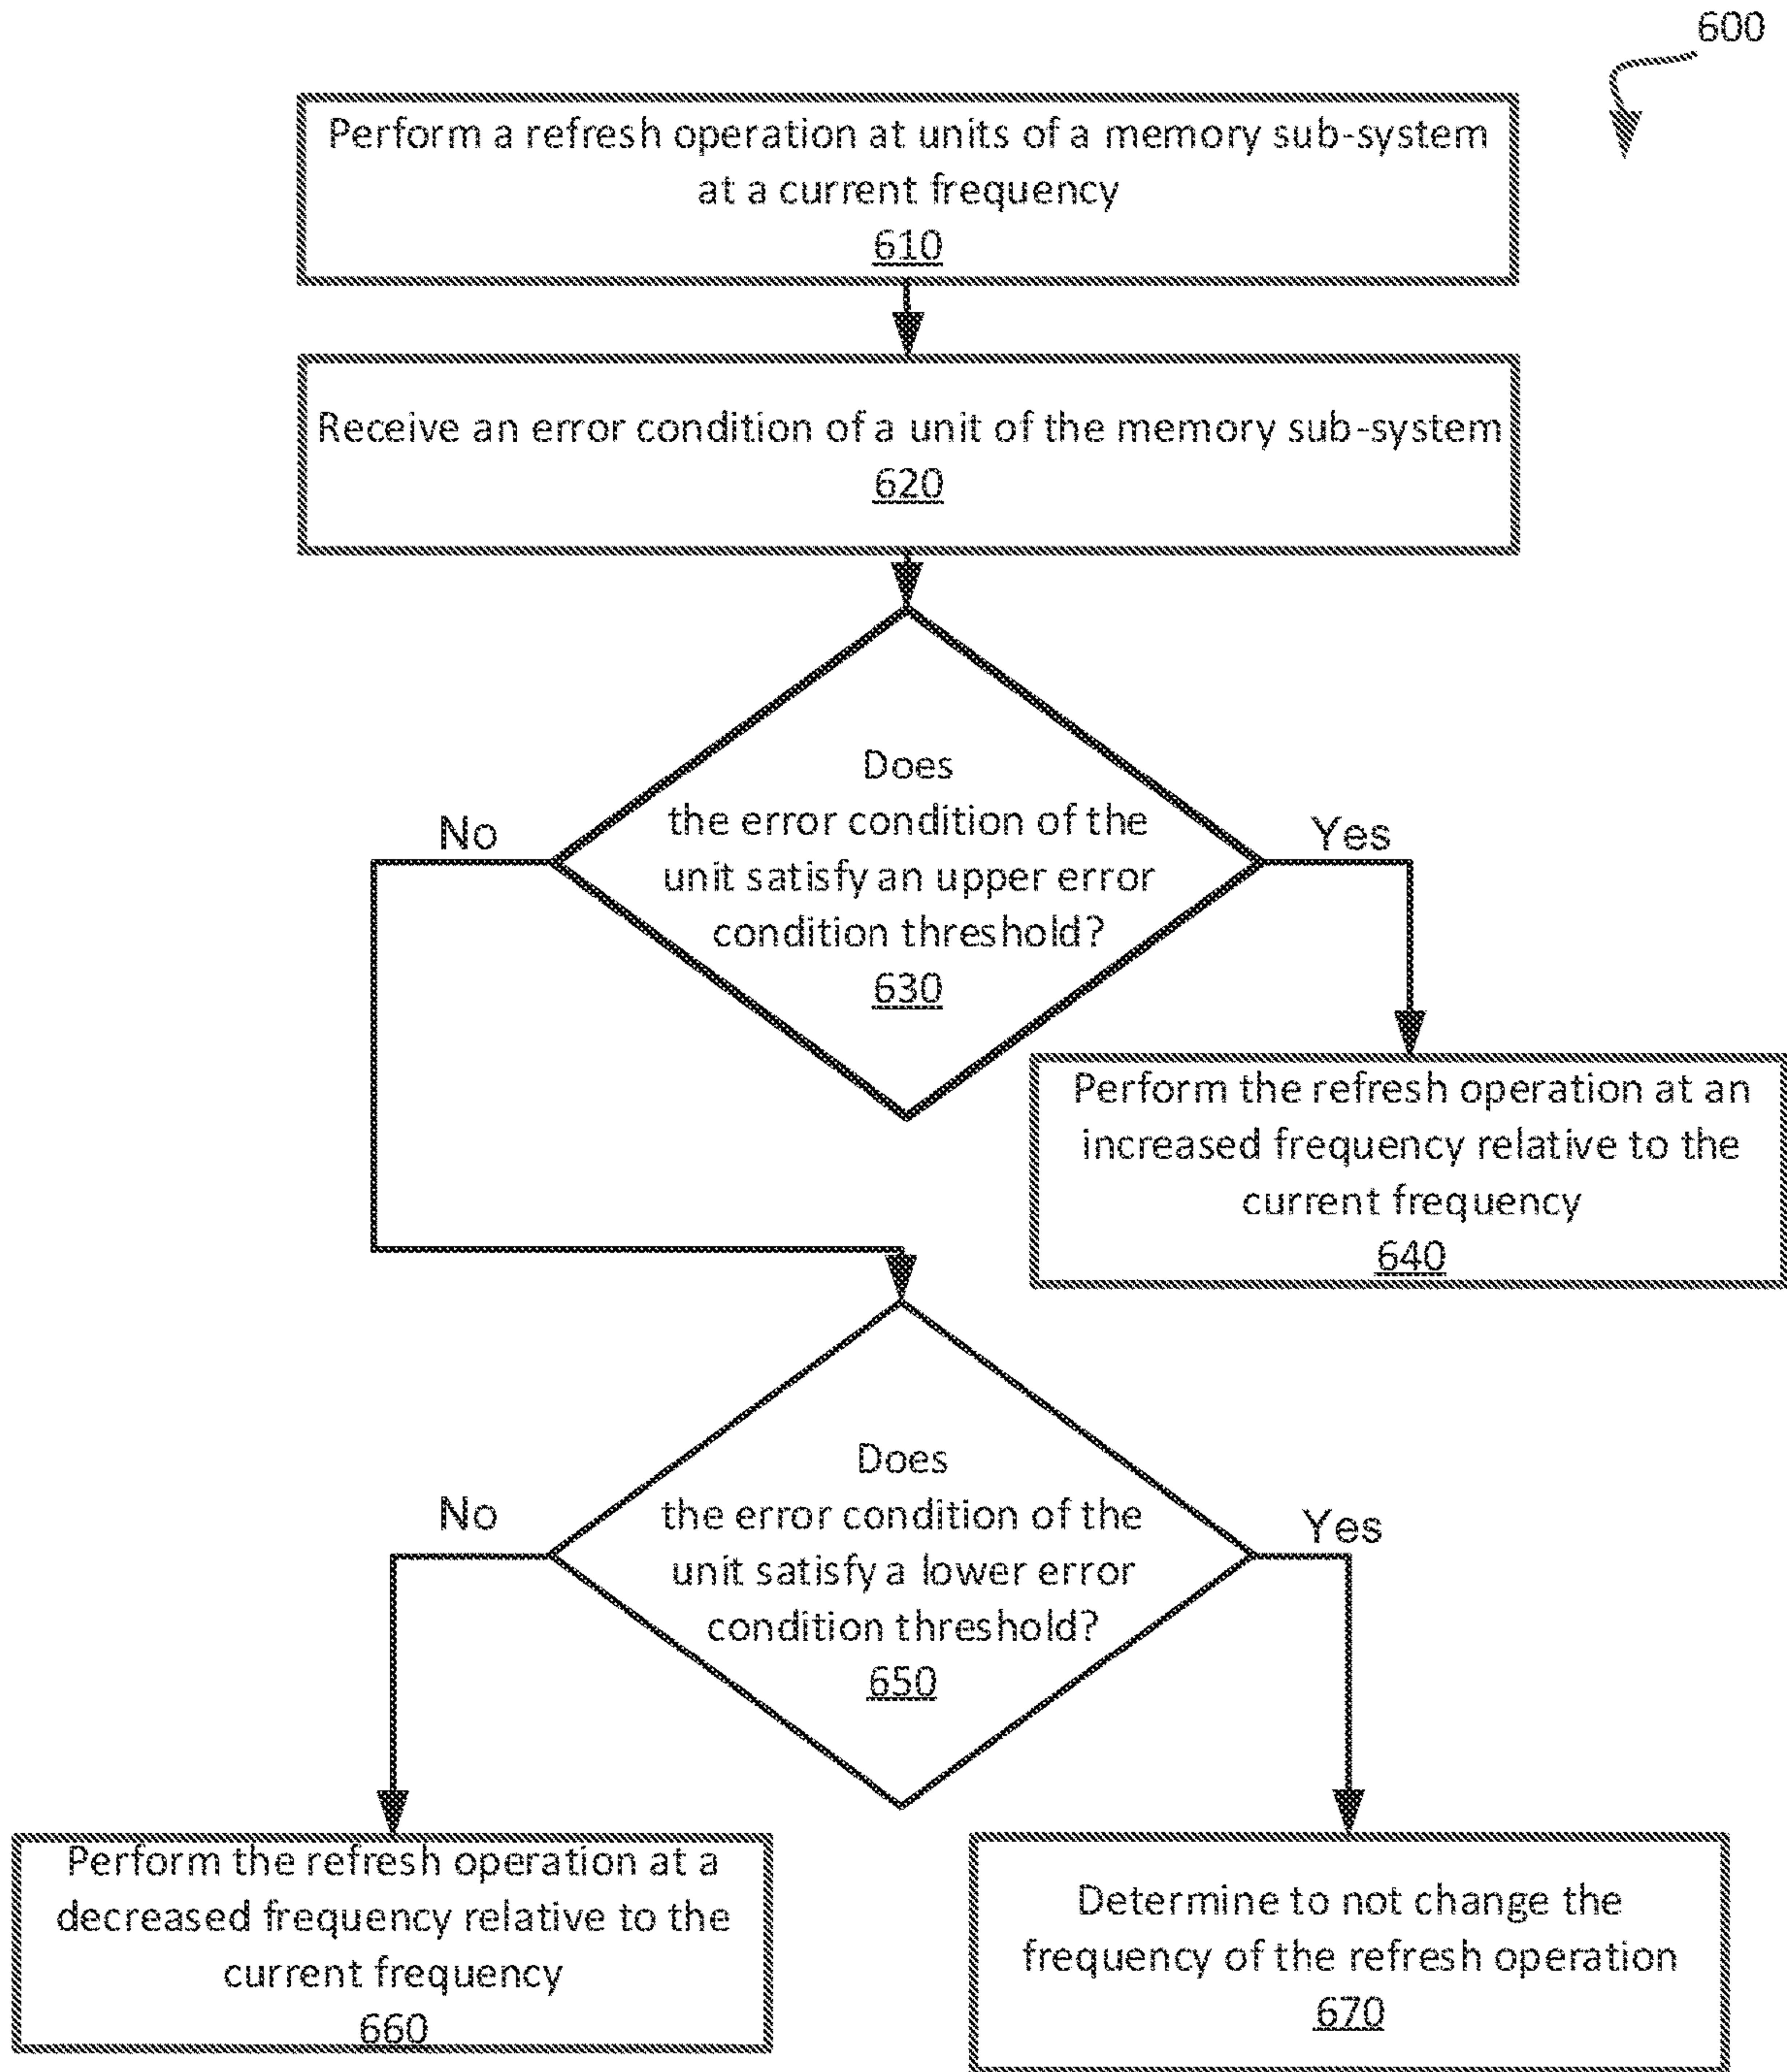 600
Perform a refresh operation at units of a memory sub-system
at a current frequency
610
Receive an error condition of a unit of the memory sub-system
620
Does
the error condition of the
unit satisfy an upper error
condition threshold?
630
No
Yes
Perform the refresh operation at an
increased frequency relative to the
current frequency
640
Does
the error condition of the
unit satisfy a lower error
condition threshold?
650
No
Yes
Perform the refresh operation at a
decreased frequency relative to the
current frequency
660
Determine to not change the
frequency of the refresh operation
670